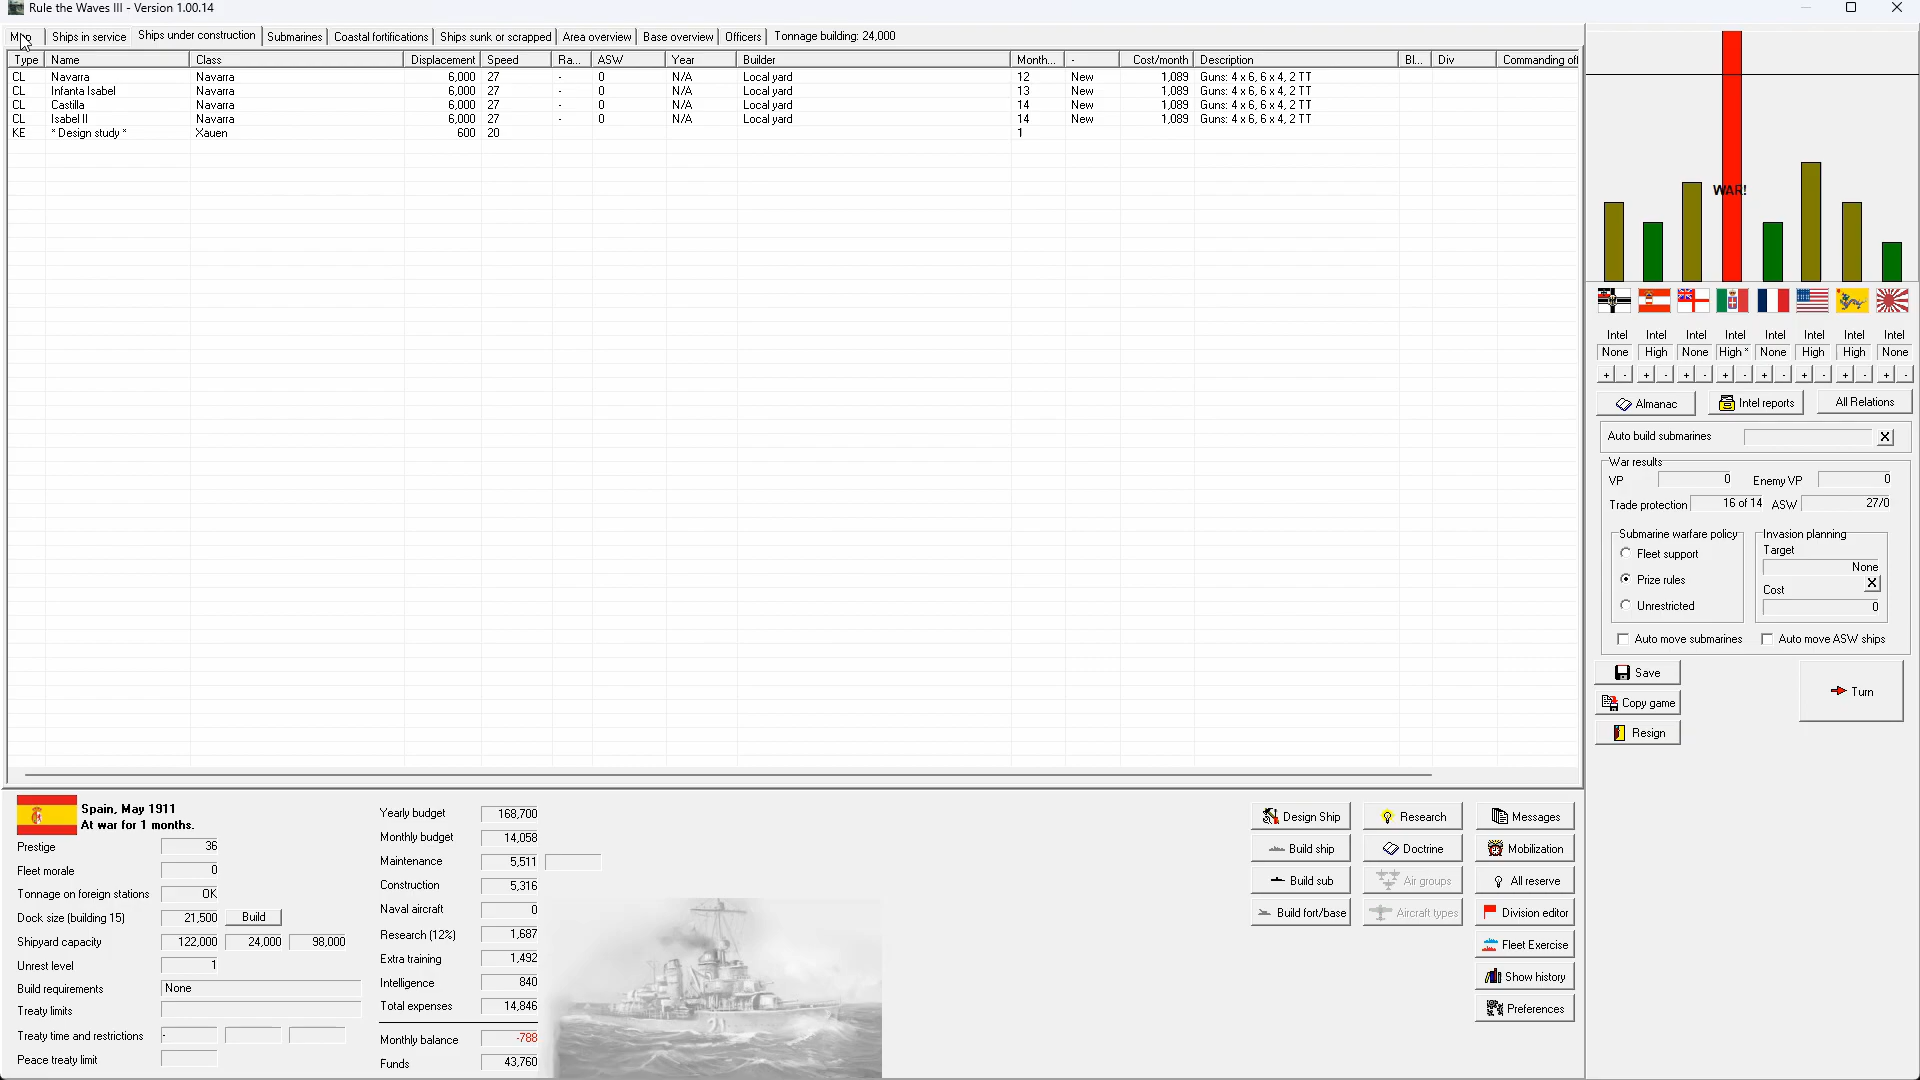 Rule the Waves III - Version 1.00.14
Ships in service
Ships under construction
Submarines
Coastal fortifications
Ships sunk or scrapped
Area overview
Base overview
Officers
Tonnage building: 24,000
Type Name Class Displacement Speed Ra... ASW Year Builder Month... - Cost/month Description Bl... Div Commanding off
CL Navarra Navarra 6,000 27 - 0 N/A Local yard 12 New 1,089 Guns: 4 x 6, 6 x 4, 2 TT
CL Infanta Isabel Navarra 6,000 27 - 0 N/A Local yard 13 New 1,089 Guns: 4 x 6, 6 x 4, 2 TT
CL Castilla Navarra 6,000 27 - 0 N/A Local yard 14 New 1,089 Guns: 4 x 6, 6 x 4, 2 TT
CL Isabel II Navarra 6,000 27 - 0 N/A Local yard 14 New 1,089 Guns: 4 x 6, 6 x 4, 2 TT
KE * Design study * Xauen 600 20 1
WAR!
Intel Intel Intel Intel Intel Intel Intel Intel
None High None High * None High High None
+ - + - + - + - + - + - + - + -
Almanac
Intel reports
All Relations
Auto build submarines X
War results
VP 0 Enemy VP 0
Trade protection 16 of 14 ASW 27/0
Submarine warfare policy
Fleet support
Prize rules
Unrestricted
Invasion planning
Target
None
X
Cost
0
Auto move submarines
Auto move ASW ships
Save
Copy game
Resign
Turn
Spain, May 1911
At war for 1 months.
Prestige 36
Fleet morale 0
Tonnage on foreign stations OK
Dock size (building 15) 21,500 Build
Shipyard capacity 122,000 24,000 98,000
Unrest level 1
Build requirements None
Treaty limits
Treaty time and restrictions -
Peace treaty limit
Yearly budget 168,700
Monthly budget 14,058
Maintenance 5,511
Construction 5,316
Naval aircraft 0
Research (12%) 1,687
Extra training 1,492
Intelligence 840
Total expenses 14,846
Monthly balance -788
Funds 43,760
Design Ship
Build ship
Build sub
Build fort/base
Research
Doctrine
Air groups
Aircraft types
Messages
Mobilization
All reserve
Division editor
Fleet Exercise
Show history
Preferences